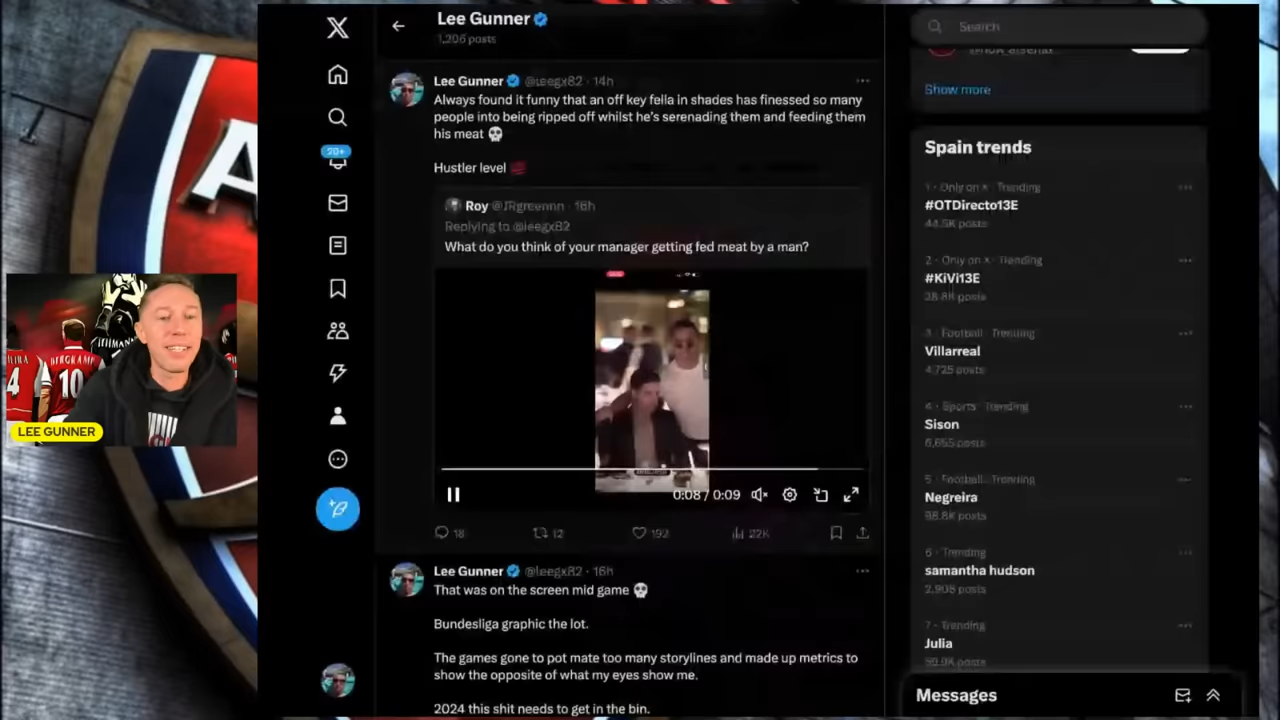 Lee Gunner
1,206 posts
Lee Gunner @leegx82 · 14h
Always found it funny that an off key fella in shades has finessed so many
people into being ripped off whilst he's serenading them and feeding them
his meat 💀
Hustler level
Roy @JRgreennn · 16h
Replying to @leegx82
What do you think of your manager getting fed meat by a man?
0:08 / 0:09
18
12
192
22K
Lee Gunner @leegx82 · 16h
That was on the screen mid game 💀
Bundesliga graphic the lot.
The games gone to pot mate too many storylines and made up metrics to
show the opposite of what my eyes show me.
2024 this shit needs to get in the bin.
20+
Search
Show more
Spain trends
1 · Only on X · Trending
#OTDirecto13E
44.5K posts
2 · Only on X · Trending
#KiVi13E
28.8K posts
3 · Football · Trending
Villarreal
4,725 posts
4 · Sports · Trending
Sison
6,655 posts
5 · Football · Trending
Negreira
6 · Trending
samantha hudson
2,908 posts
7 · Trending
Julia
Messages
4
BERGKAMP
10
LEHMANN
LEE GUNNER